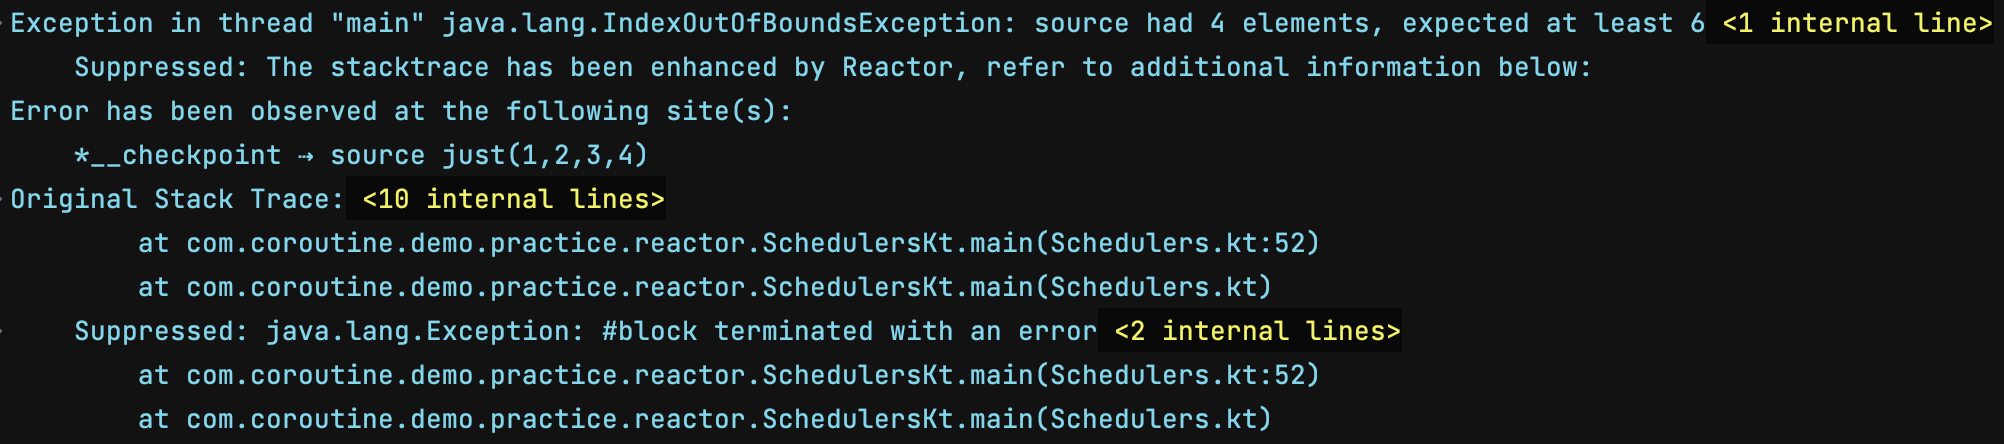 Exception in thread "main" java.lang.IndexOutOfBoundsException: source had 4 elements, expected at least 6 <1 internal line>
Suppressed: The stacktrace has been enhanced by Reactor, refer to additional information below:
Error has been observed at the following site(s):
*__checkpoint ⇢ source just(1,2,3,4)
Original Stack Trace: <10 internal lines>
at com.coroutine.demo.practice.reactor.SchedulersKt.main(Schedulers.kt:52)
at com.coroutine.demo.practice.reactor.SchedulersKt.main(Schedulers.kt)
Suppressed: java.lang.Exception: #block terminated with an error <2 internal lines>
at com.coroutine.demo.practice.reactor.SchedulersKt.main(Schedulers.kt:52)
at com.coroutine.demo.practice.reactor.SchedulersKt.main(Schedulers.kt)